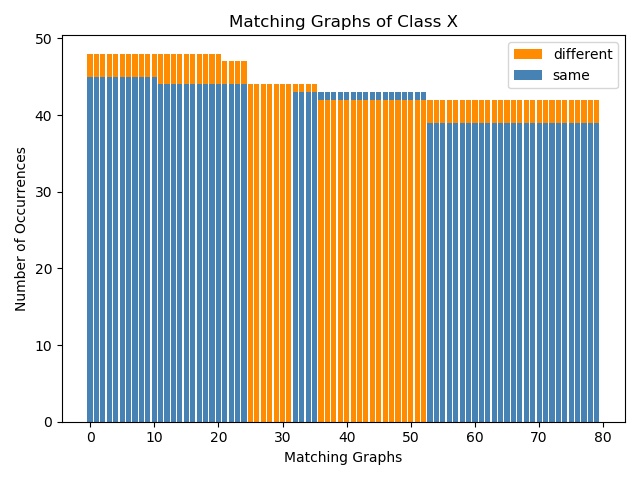 Matching Graphs of Class X
different
same
Number of Occurrences
50
40
30
20
10
0
0 10 20 30 40 50 60 70 80
Matching Graphs